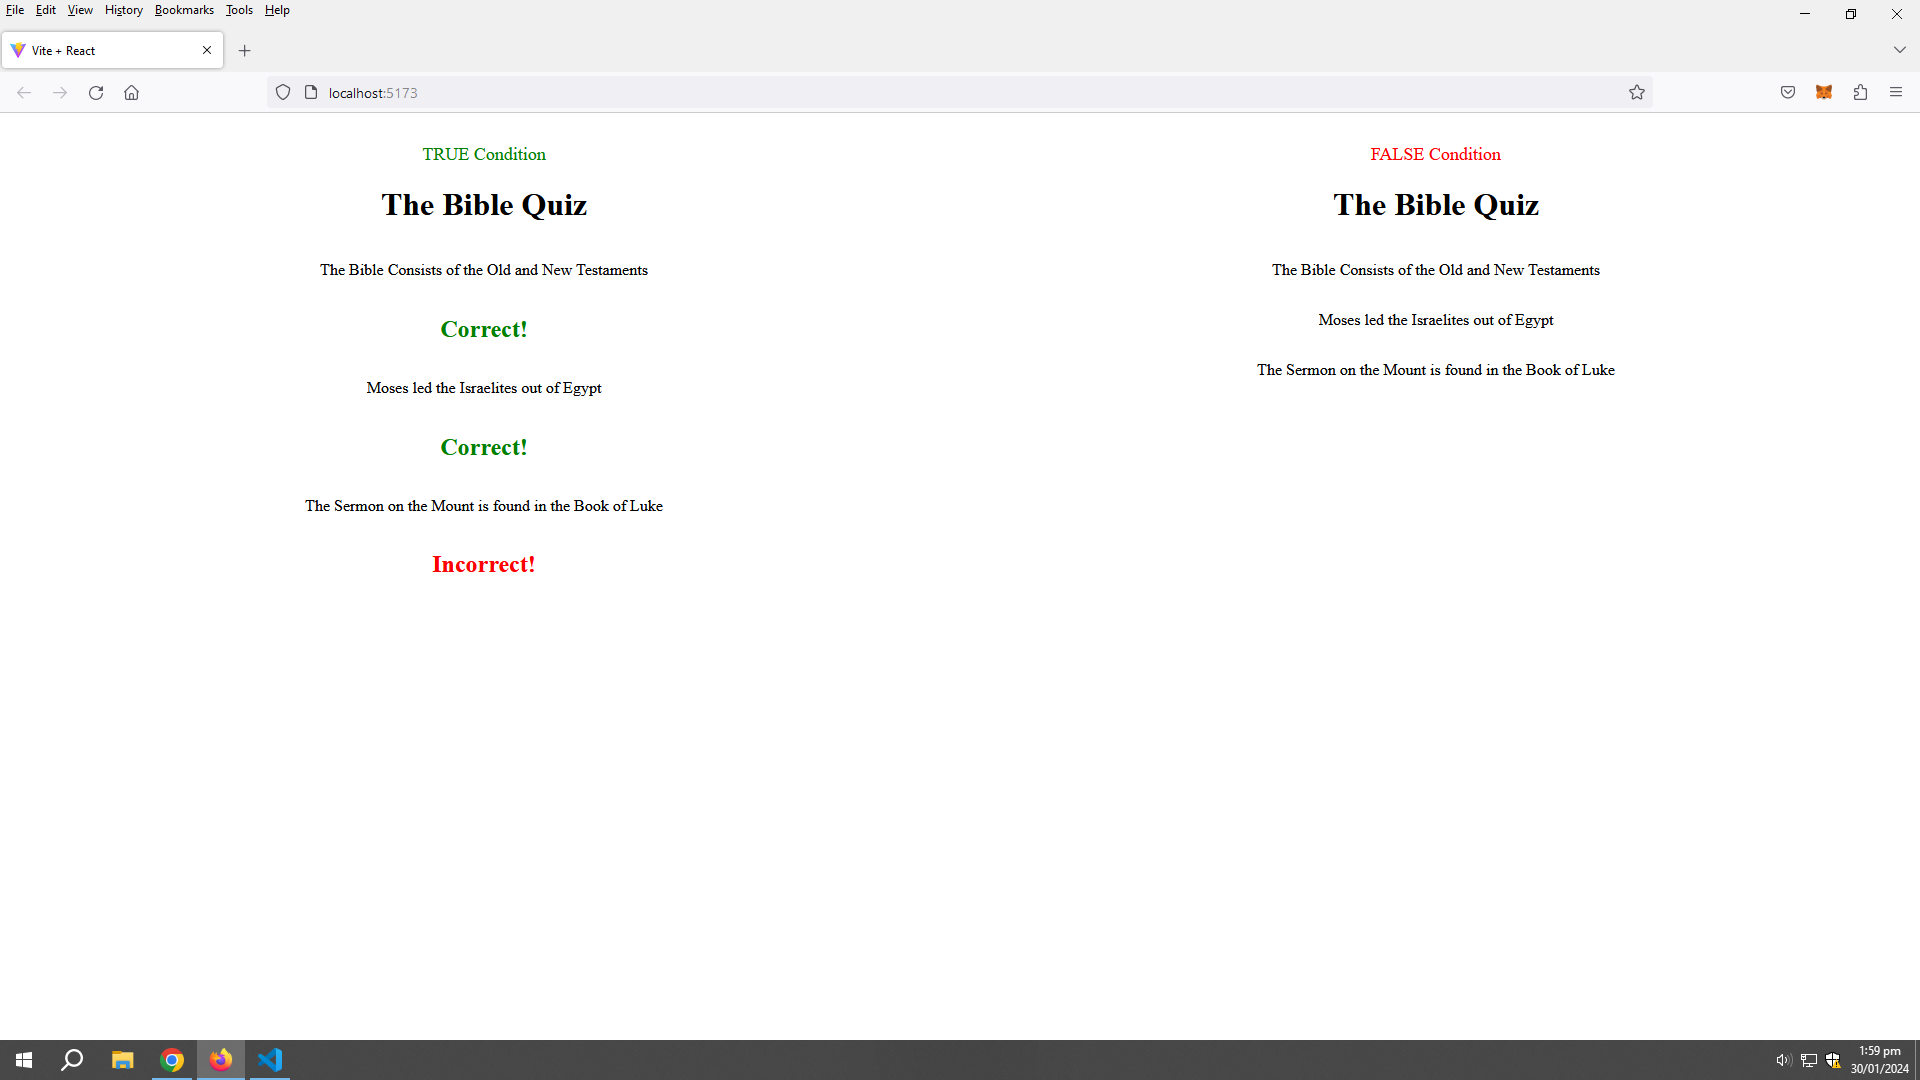 File Edit View History Bookmarks Tools Help
Vite + React
localhost:5173
TRUE Condition
The Bible Quiz
The Bible Consists of the Old and New Testaments
Correct!
Moses led the Israelites out of Egypt
Correct!
The Sermon on the Mount is found in the Book of Luke
Incorrect!
FALSE Condition
The Bible Quiz
The Bible Consists of the Old and New Testaments
Moses led the Israelites out of Egypt
The Sermon on the Mount is found in the Book of Luke
1:59 pm
30/01/2024